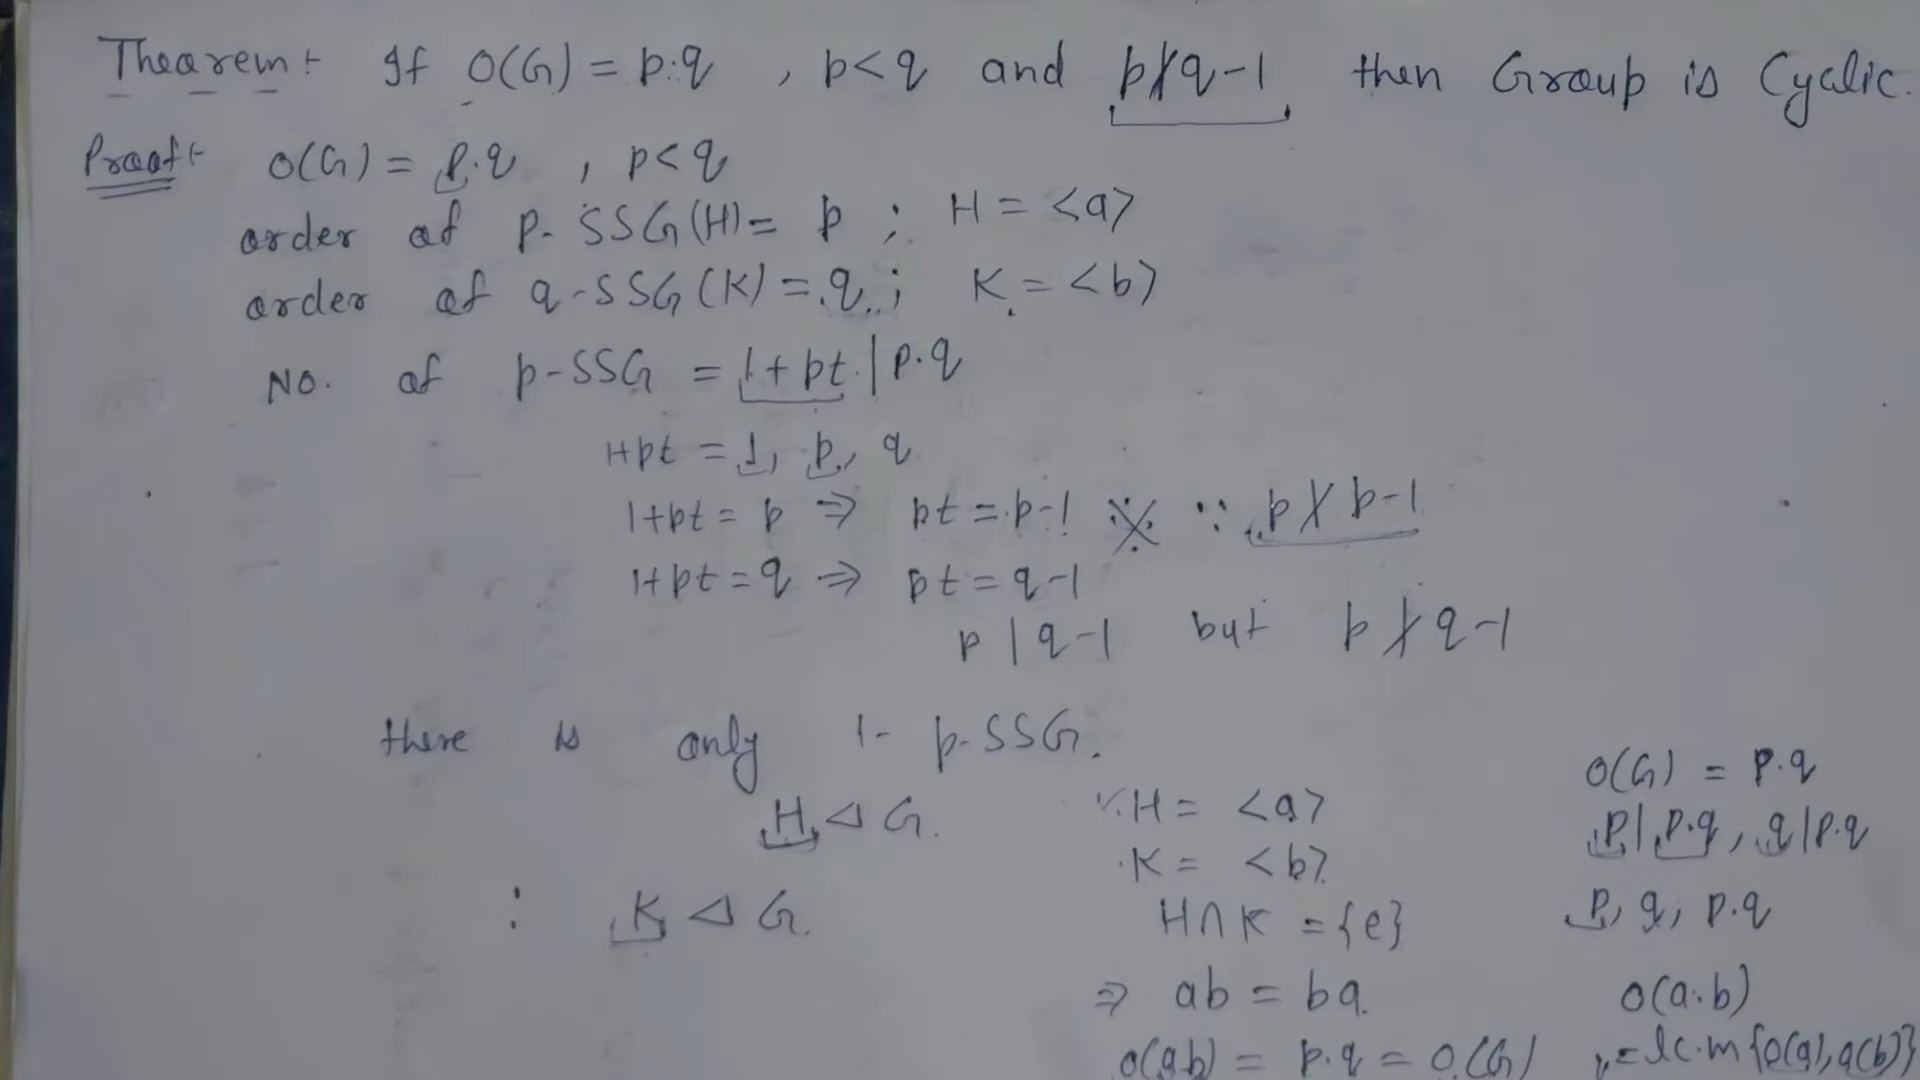 Theorem:- If O(G) = p.q , p<q and p∤q-1 then Group is Cyclic.
Proof:- O(G) = p.q , p<q
order of p-SSG(H) = p ; H = <a>
order of q-SSG(K) = q ; K = <b>
No. of p-SSG = 1+pt | p.q
1+pt = 1, p, q
1+pt = p ⇒ pt = p-1 ※ ∵ p∤p-1
1+pt = q ⇒ pt = q-1
p | q-1 but p∤q-1
there is only 1- p-SSG.
H ⊲ G.
: K ⊲ G.
H = <a>
K = <b>
H∩K = {e}
⇒ ab = ba.
o(ab) = p.q = O(G)
O(G) = p.q
p|p.q, q|p.q
p, q, p.q
o(a.b)
= l.c.m{o(a), o(b)}